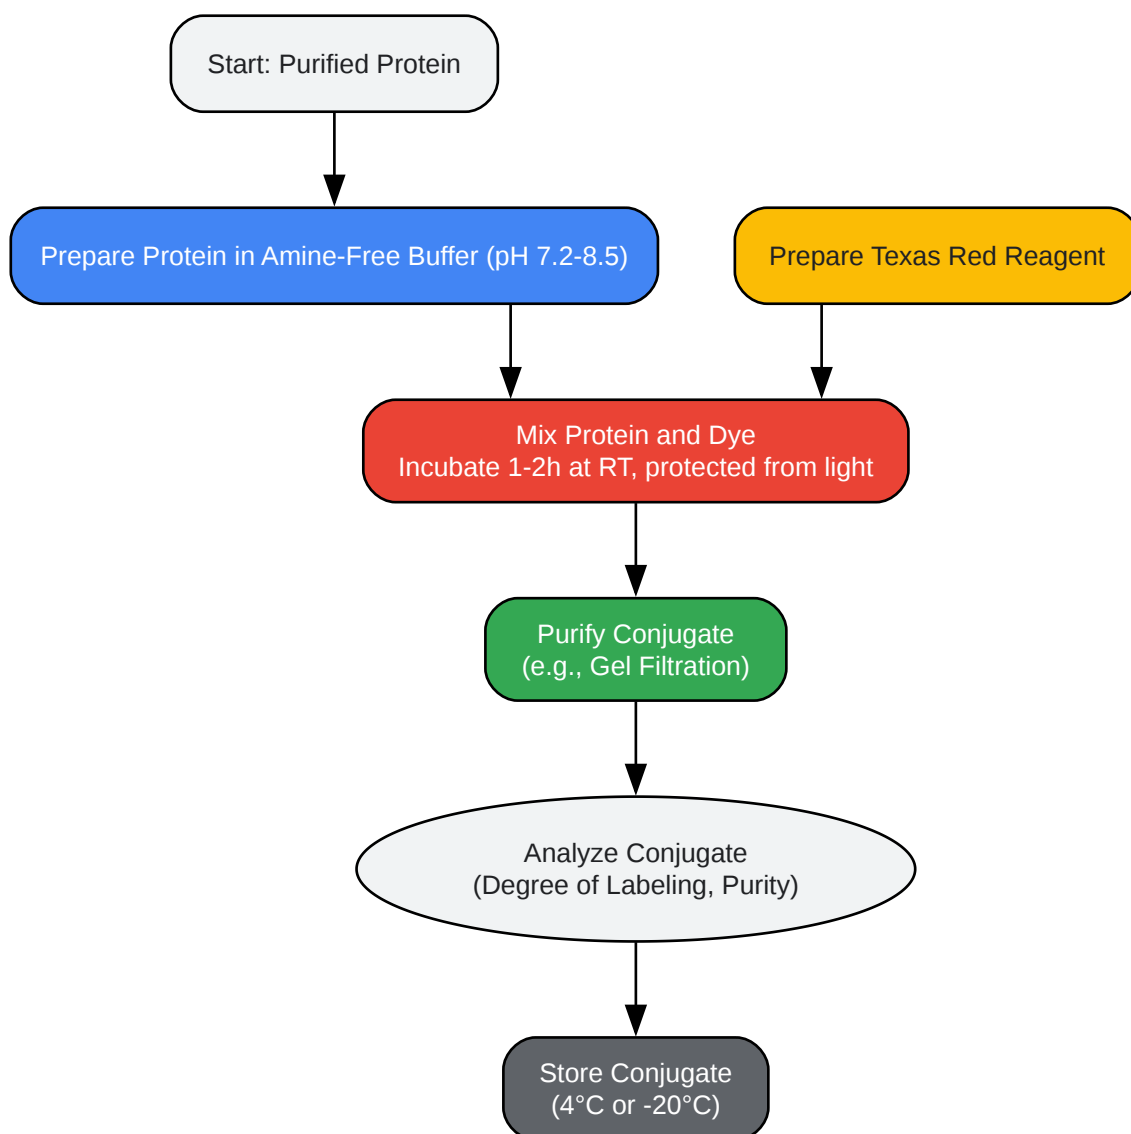 Start: Purified Protein
Prepare Protein in Amine-Free Buffer (pH 7.2-8.5)
Prepare Texas Red Reagent
Mix Protein and Dye
Incubate 1-2h at RT, protected from light
Purify Conjugate
(e.g., Gel Filtration)
Analyze Conjugate
(Degree of Labeling, Purity)
Store Conjugate
(4°C or -20°C)